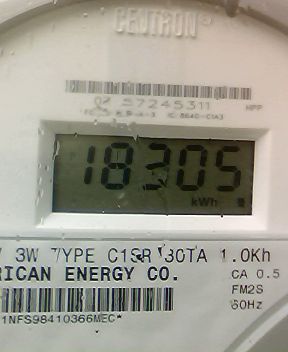 CENTRON
57245311 HPP
18305
kWh
3W TYPE C1SR 30TA 1.0Kh
RICAN ENERGY CO. CA 0.5
FM2S
60Hz
1NFS98410366MEC*